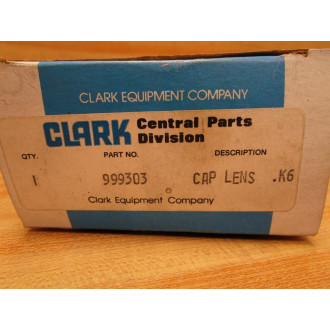 CLARK EQUIPMENT COMPANY
CLARK Central Parts
Division
QTY. PART NO. DESCRIPTION
1 999303 CAP LENS .K6
Clark Equipment Company